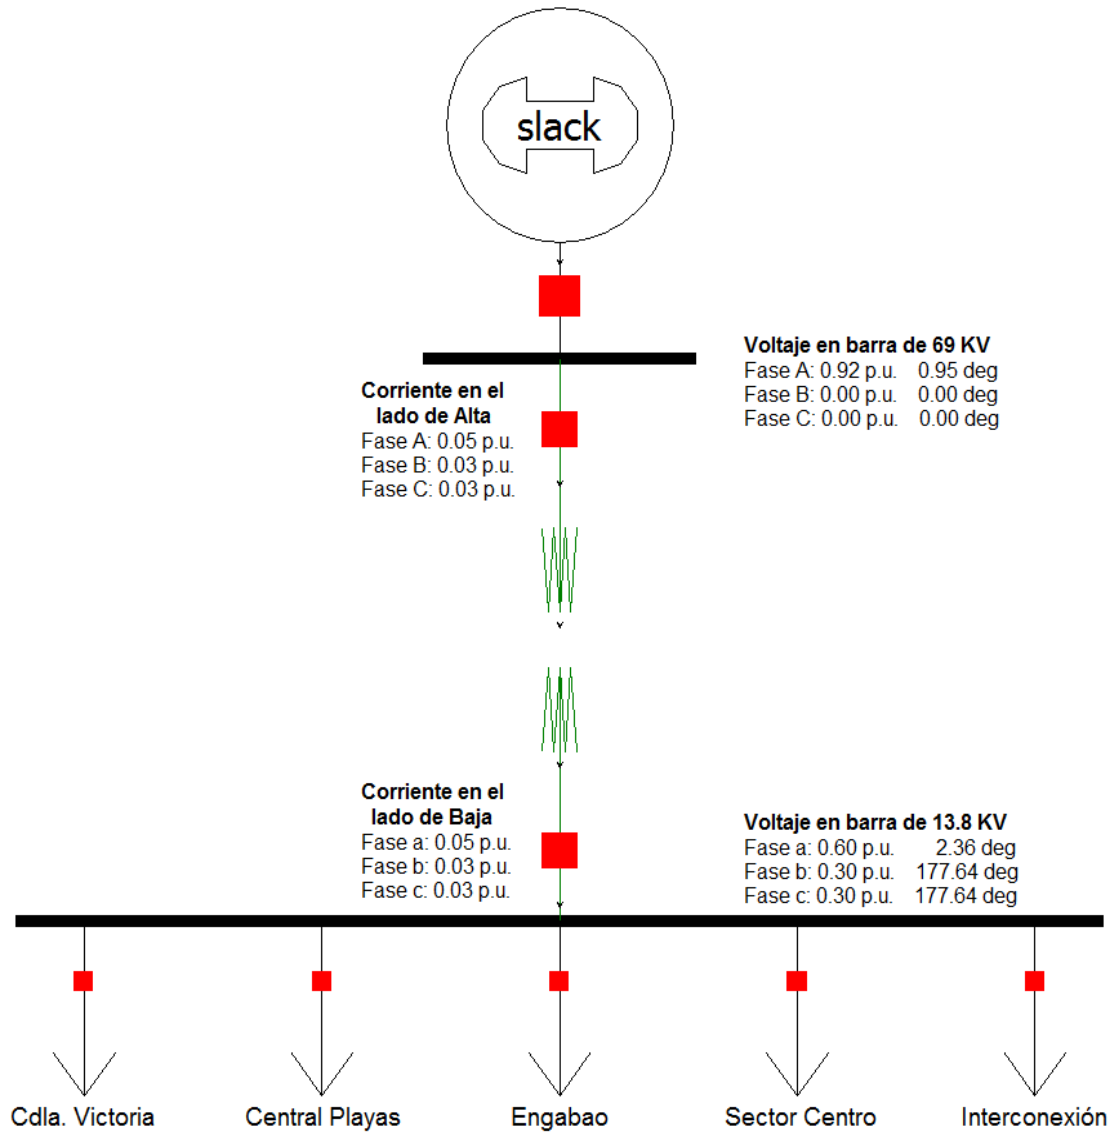 slack
Voltaje en barra de 69 KV
Fase A: 0.92 p.u. 0.95 deg
Fase B: 0.00 p.u. 0.00 deg
Fase C: 0.00 p.u. 0.00 deg
Corriente en el
lado de Alta
Fase A: 0.05 p.u.
Fase B: 0.03 p.u.
Fase C: 0.03 p.u.
Corriente en el
lado de Baja
Fase a: 0.05 p.u.
Fase b: 0.03 p.u.
Fase c: 0.03 p.u.
Voltaje en barra de 13.8 KV
Fase a: 0.60 p.u. 2.36 deg
Fase b: 0.30 p.u. 177.64 deg
Fase c: 0.30 p.u. 177.64 deg
Cdla. Victoria
Central Playas
Engabao
Sector Centro
Interconexión